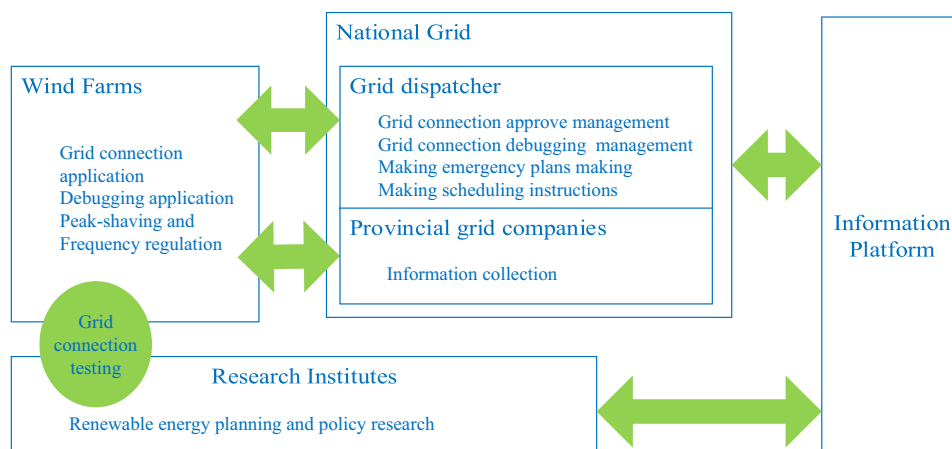 National Grid
Wind Farms
Grid connection
application
Debugging application
Peak-shaving and
Frequency regulation
Grid dispatcher
Grid connection approve management
Grid connection debugging management
Making emergency plans making
Making scheduling instructions
Provincial grid companies
Information collection
Information
Platform
Grid
connection
testing
Research Institutes
Renewable energy planning and policy research